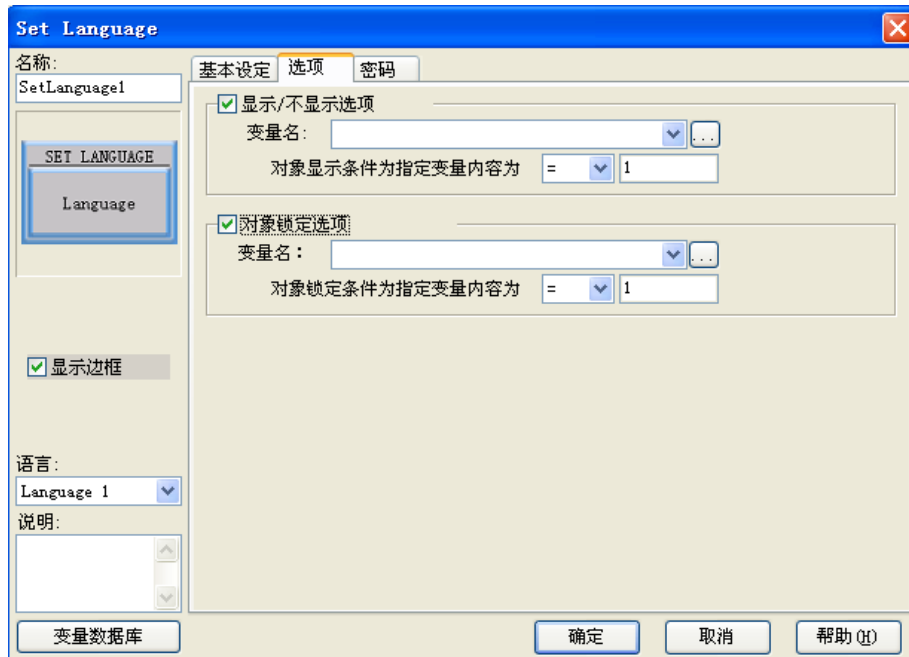 Set Language
名称:
SetLanguage1
SET LANGUAGE
Language
显示边框
语言:
Language 1
说明:
变量数据库
基本设定 选项 密码
显示/不显示选项
变量名: ...
对象显示条件为指定变量内容为 = 1
对象锁定选项
变量名： ...
对象锁定条件为指定变量内容为 = 1
确定 取消 帮助(H)